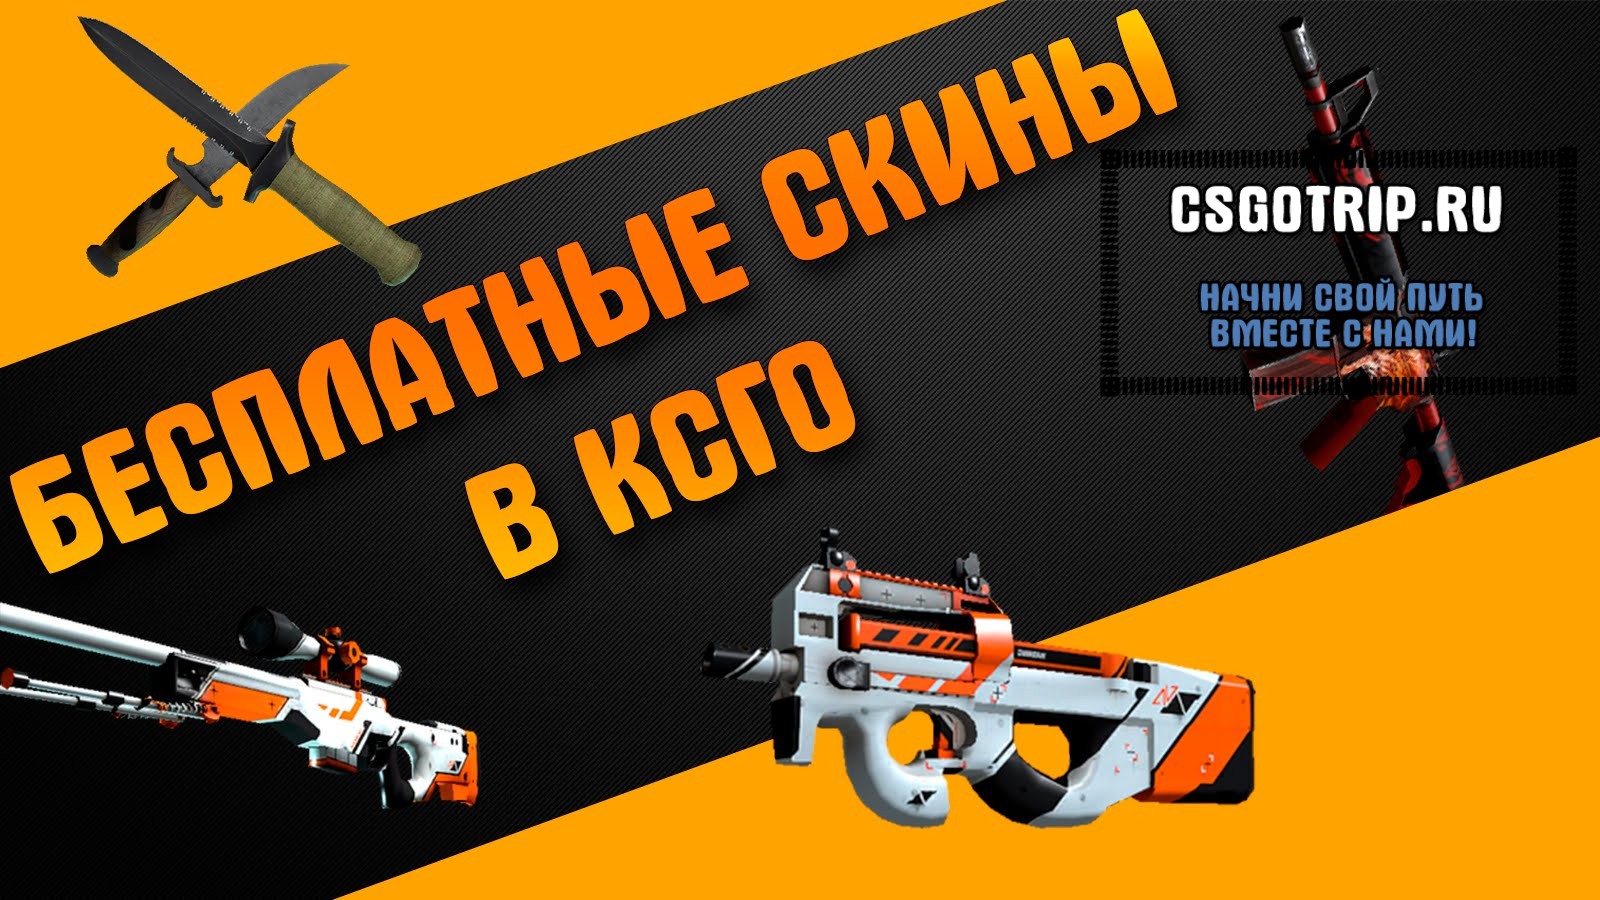 БЕСПЛАТНЫЕ СКИНЫ
В КСГО
CSGOTRIP.RU
НАЧНИ СВОЙ ПУТЬ
ВМЕСТЕ С НАМИ!